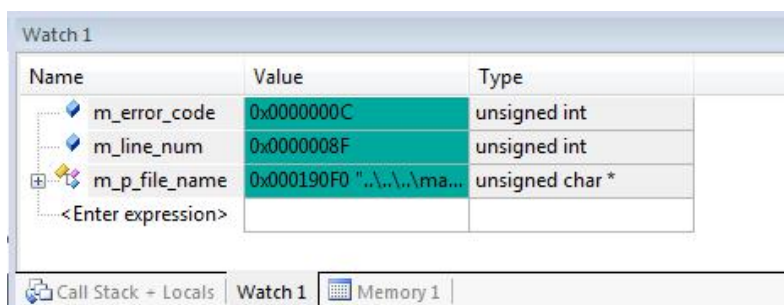 Watch 1
Name Value Type
m_error_code 0x0000000C unsigned int
m_line_num 0x0000008F unsigned int
m_p_file_name 0x000190F0 "..\..\..\ma... unsigned char *
<Enter expression>
Call Stack + Locals Watch 1 Memory 1